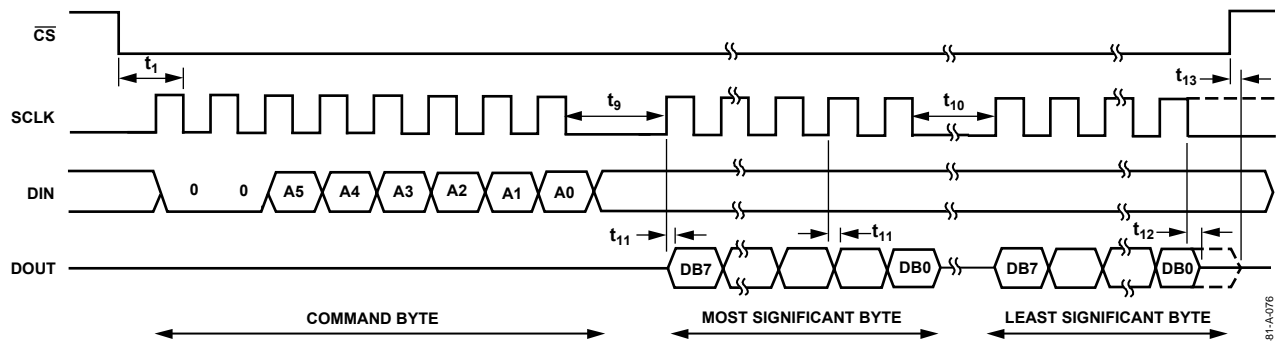 CS
t1
t13
SCLK
t9
t10
DIN
0 0 A5 A4 A3 A2 A1 A0
t11
t11
t12
DOUT
DB7 DB0 DB7 DB0
COMMAND BYTE
MOST SIGNIFICANT BYTE
LEAST SIGNIFICANT BYTE
81-A-076